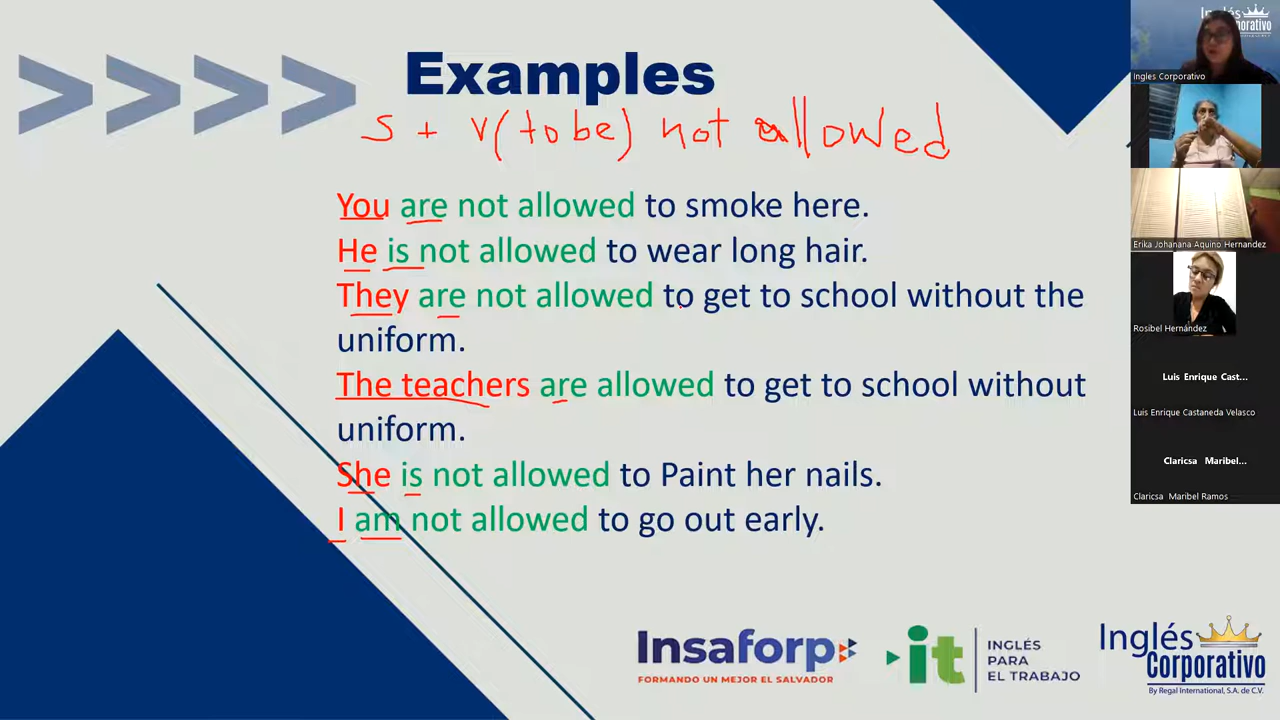 Examples
s + v(to be) not allowed
You are not allowed to smoke here.
He is not allowed to wear long hair.
They are not allowed to get to school without the
uniform.
The teachers are allowed to get to school without
uniform.
She is not allowed to Paint her nails.
I am not allowed to go out early.
Insaforp
FORMANDO UN MEJOR EL SALVADOR
it
INGLÉS
PARA
EL TRABAJO
Inglés
Corporativo
By Regal International, S.A. de C.V.
Inglés
Corporativo
Ingles Corporativo
Erika Johanana Aquino Hernandez
Rosibel Hernández
Luis Enrique Cast...
Luis Enrique Castaneda Velasco
Claricsa Maribel...
Claricsa Maribel Ramos